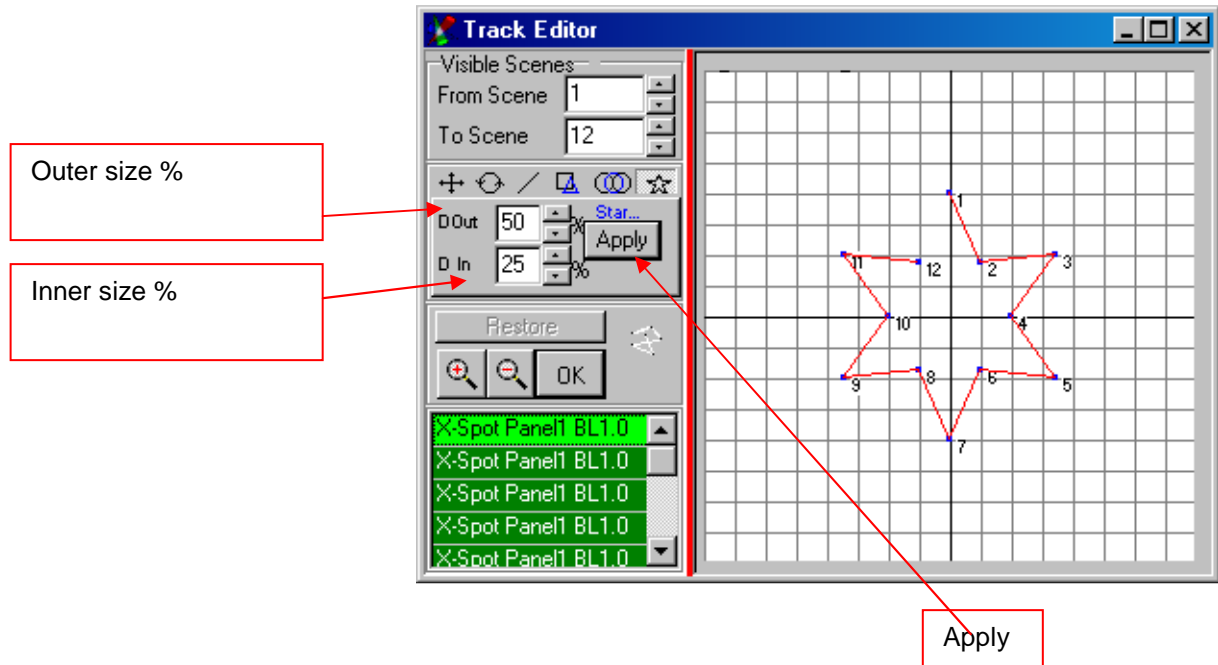 Track Editor
Visible Scenes
From Scene 1
To Scene 12
Outer size %
Star...
D Out 50 %
Apply
D In 25 %
Inner size %
Restore
OK
X-Spot Panel1 BL1.0
X-Spot Panel1 BL1.0
X-Spot Panel1 BL1.0
X-Spot Panel1 BL1.0
X-Spot Panel1 BL1.0
1
11
12
2
3
10
4
9
8
6
5
7
Apply